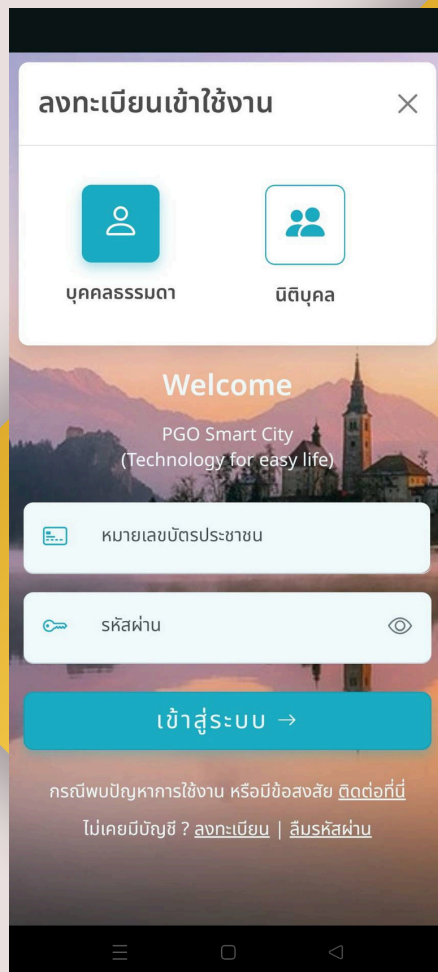 ลงทะเบียนเข้าใช้งาน
บุคคลธรรมดา
นิติบุคล
Welcome
PGO Smart City
(Technology for easy life)
หมายเลขบัตรประชาชน
รหัสผ่าน
เข้าสู่ระบบ →
กรณีพบปัญหาการใช้งาน หรือมีข้อสงสัย ติดต่อที่นี่
ไม่เคยมีบัญชี ? ลงทะเบียน | ลืมรหัสผ่าน